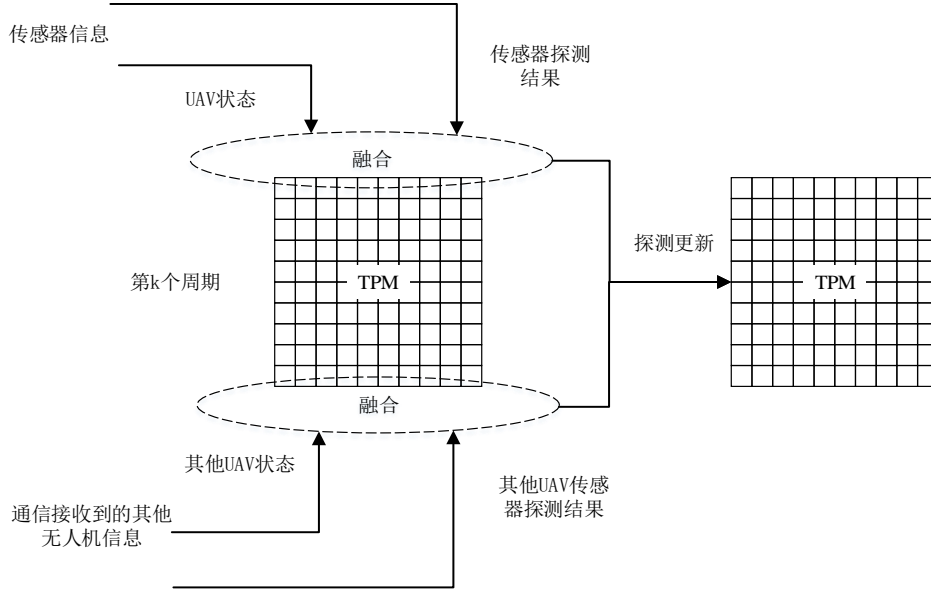 传感器信息
传感器探测
结果
UAV状态
融合
探测更新
第k个周期
TPM
TPM
融合
其他UAV状态
其他UAV传感
器探测结果
通信接收到的其他
无人机信息